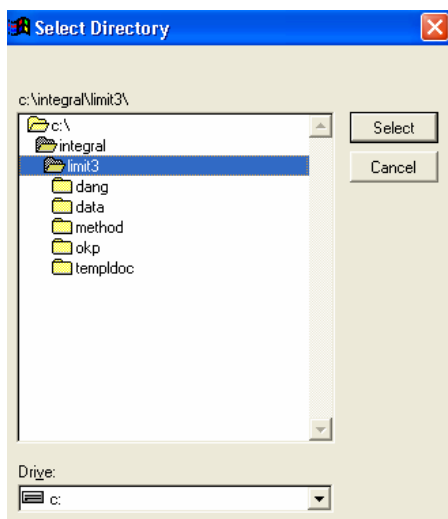 Select Directory
c:\integral\limit3\
c:\
Select
integral
limit3
Cancel
dang
data
method
okp
templdoc
Drive:
c: